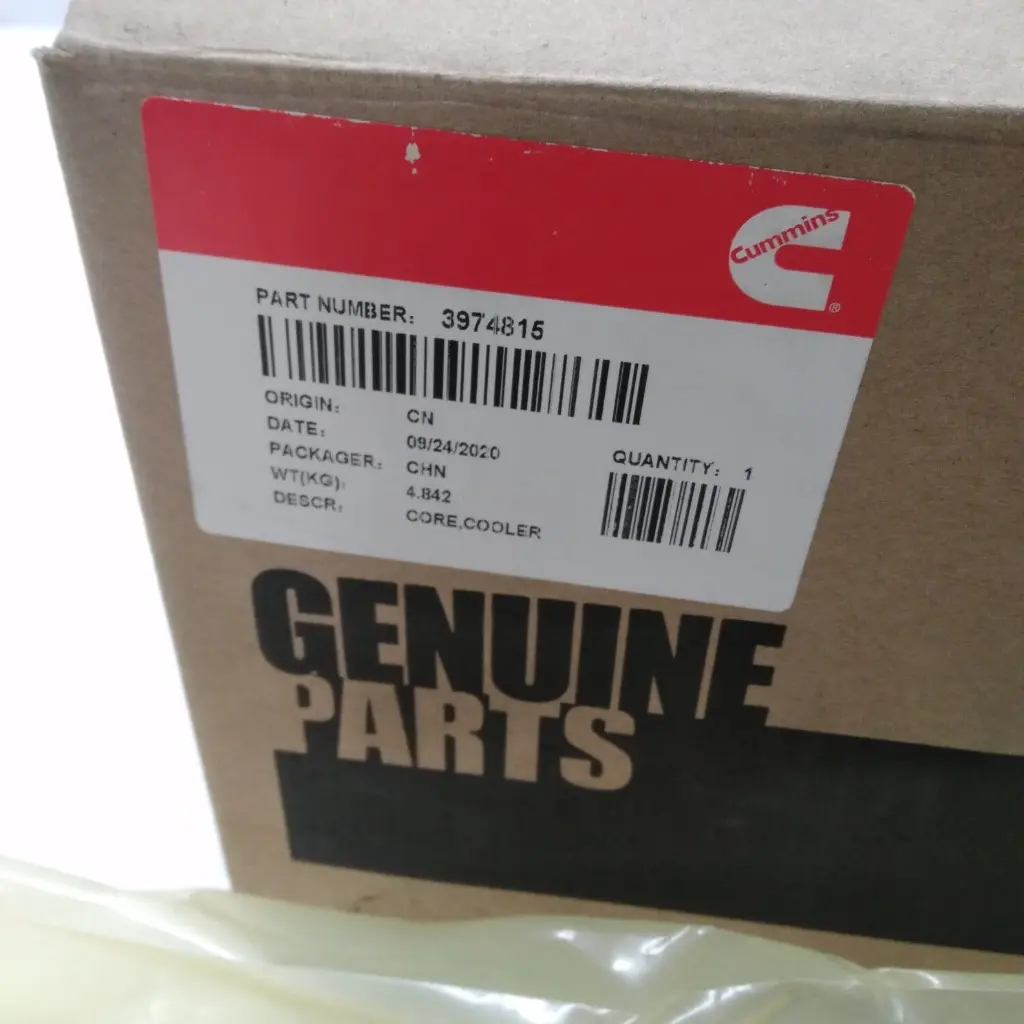 Cummins
®
PART NUMBER: 3974815
ORIGIN: CN
DATE: 09/24/2020
PACKAGER: CHN
WT(KG): 4.842
DESCR: CORE,COOLER
QUANTITY: 1
GENUINE
PARTS